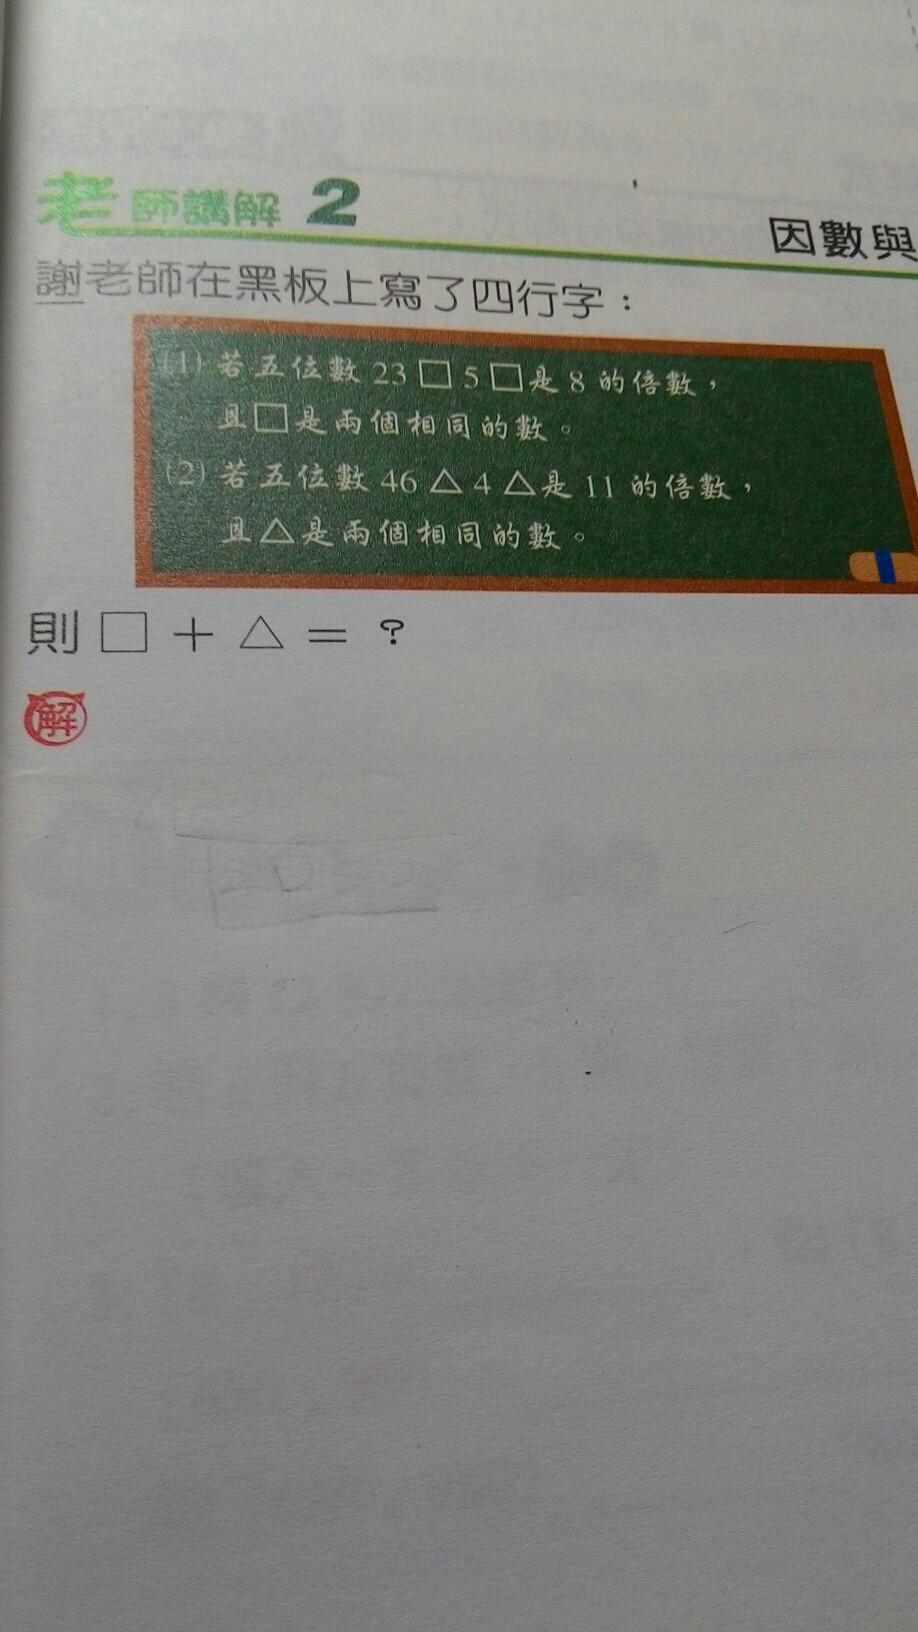 老師講解 2
因數與
謝老師在黑板上寫了四行字：
(1) 若五位數 23 □ 5 □是 8 的倍數，
且□是兩個相同的數。
(2) 若五位數 46 △ 4 △是 11 的倍數，
且△是兩個相同的數。
則 □ + △ = ?
解